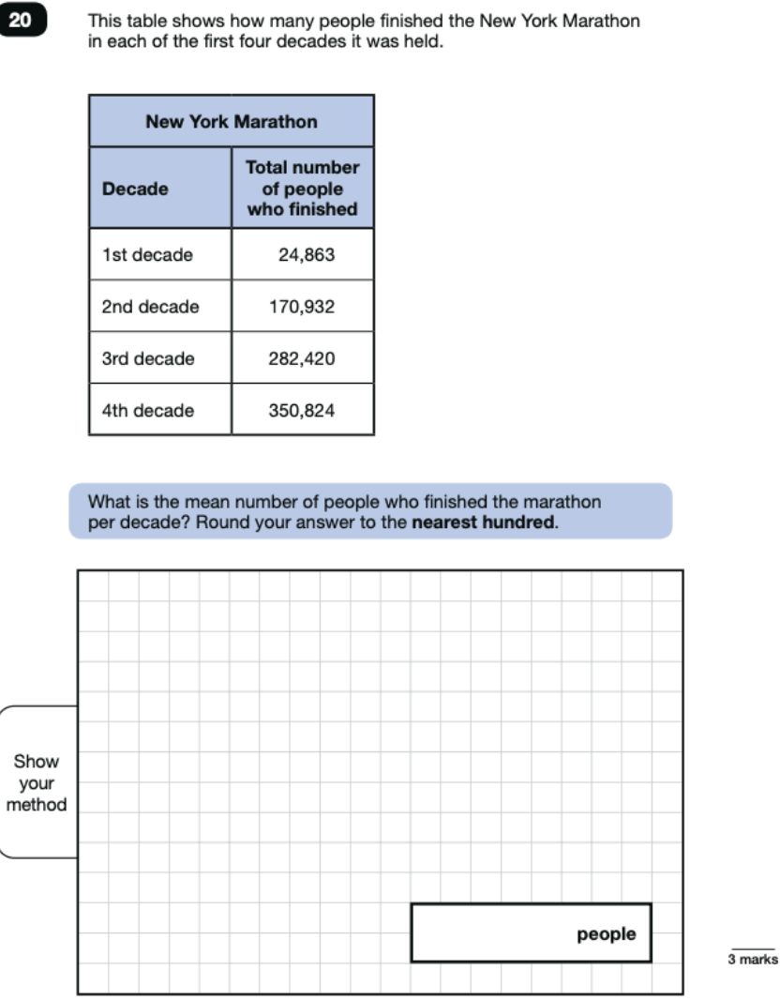 20
This table shows how many people finished the New York Marathon
in each of the first four decades it was held.
New York Marathon
Decade
Total number
of people
who finished
1st decade 24,863
2nd decade 170,932
3rd decade 282,420
4th decade 350,824
What is the mean number of people who finished the marathon
per decade? Round your answer to the nearest hundred.
Show
your
method
people
3 marks